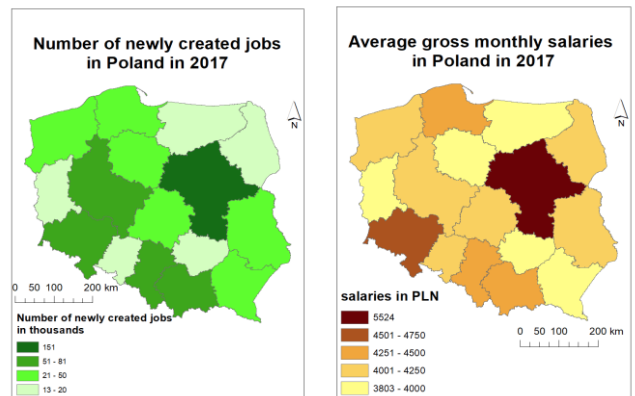 Number of newly created jobs
in Poland in 2017
N
0 50 100 200 km
Number of newly created jobs
in thousands
151
51 - 81
21 - 50
13 - 20
Average gross monthly salaries
in Poland in 2017
N
salaries in PLN
5524
4501 - 4750
4251 - 4500
4001 - 4250
3803 - 4000
0 50 100 200 km